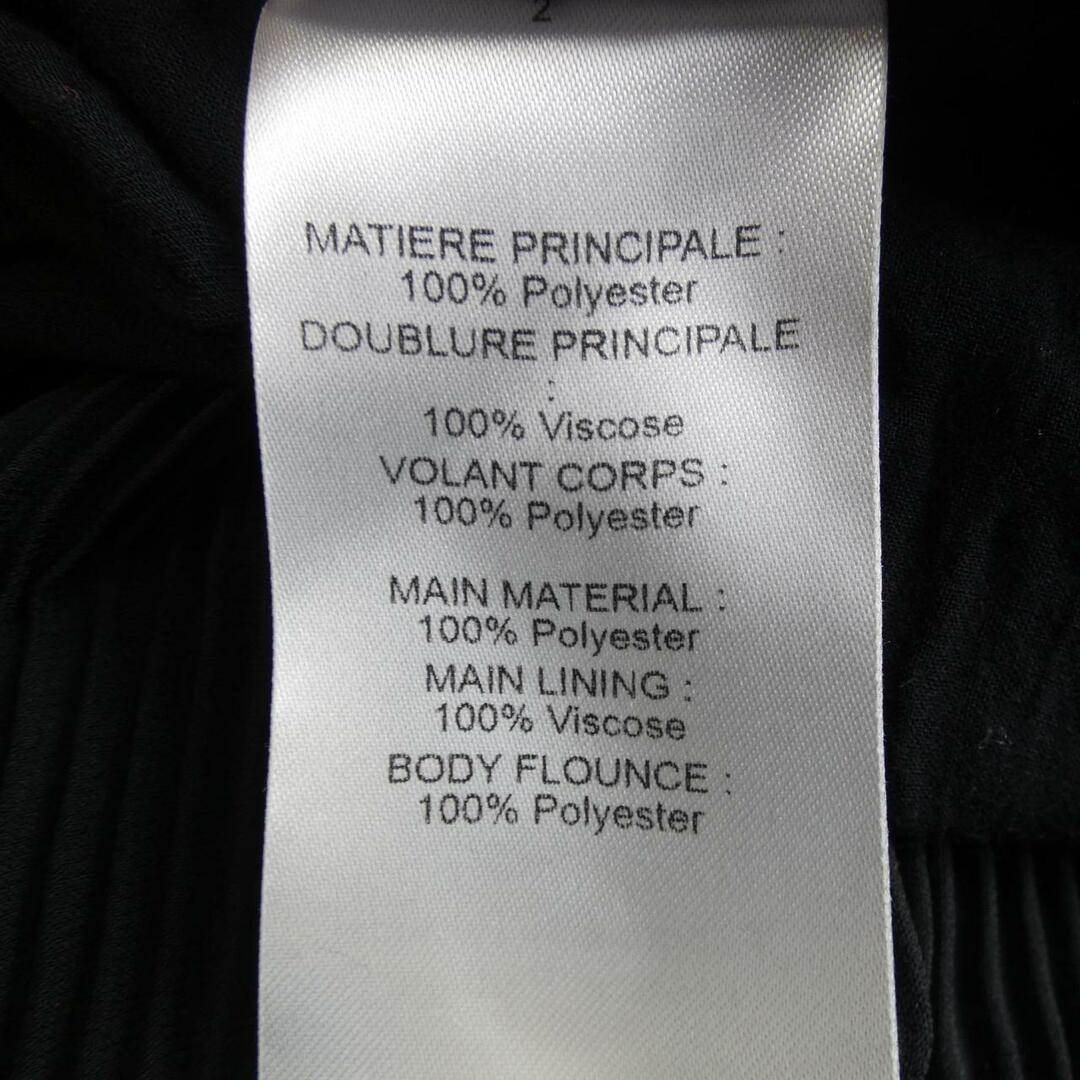 2
MATIERE PRINCIPALE :
100% Polyester
DOUBLURE PRINCIPALE
:
100% Viscose
VOLANT CORPS :
100% Polyester
MAIN MATERIAL :
100% Polyester
MAIN LINING :
100% Viscose
BODY FLOUNCE :
100% Polyester